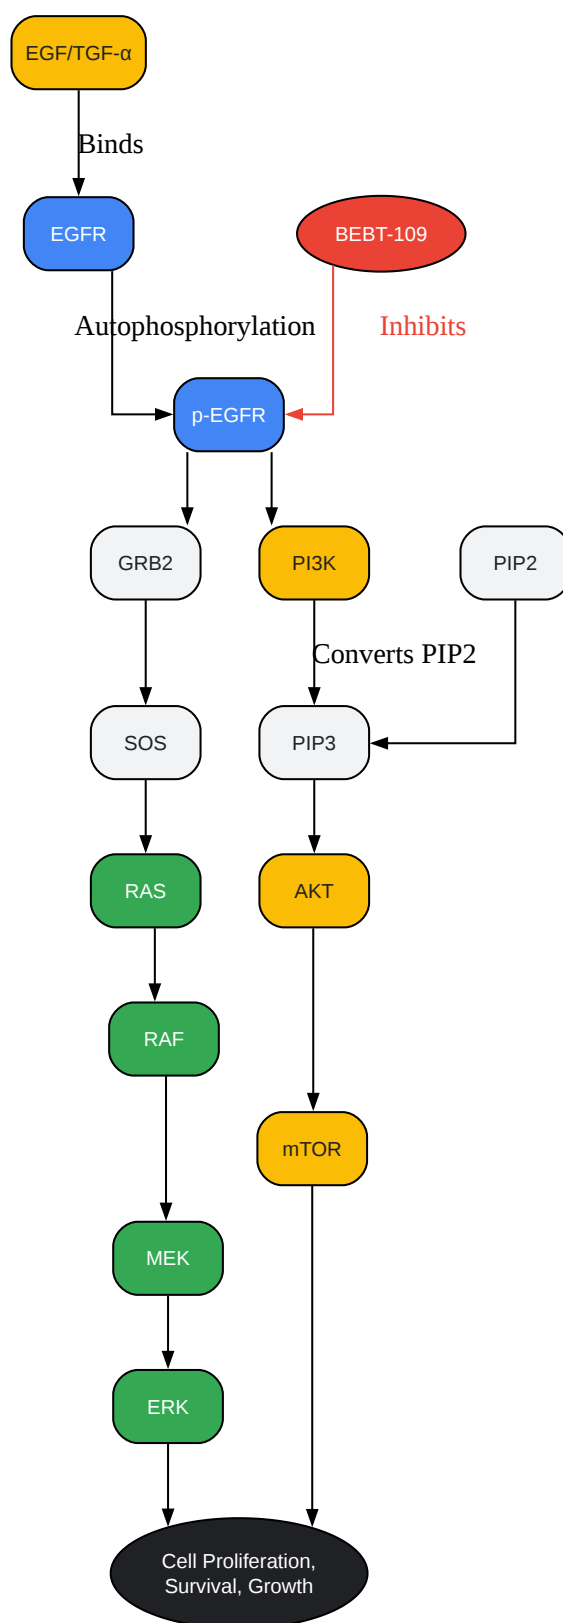 EGF/TGF-α
Binds
EGFR
BEBT-109
Autophosphorylation
Inhibits
p-EGFR
GRB2
PI3K
PIP2
Converts PIP2
SOS
PIP3
RAS
AKT
RAF
mTOR
MEK
ERK
Cell Proliferation,
Survival, Growth